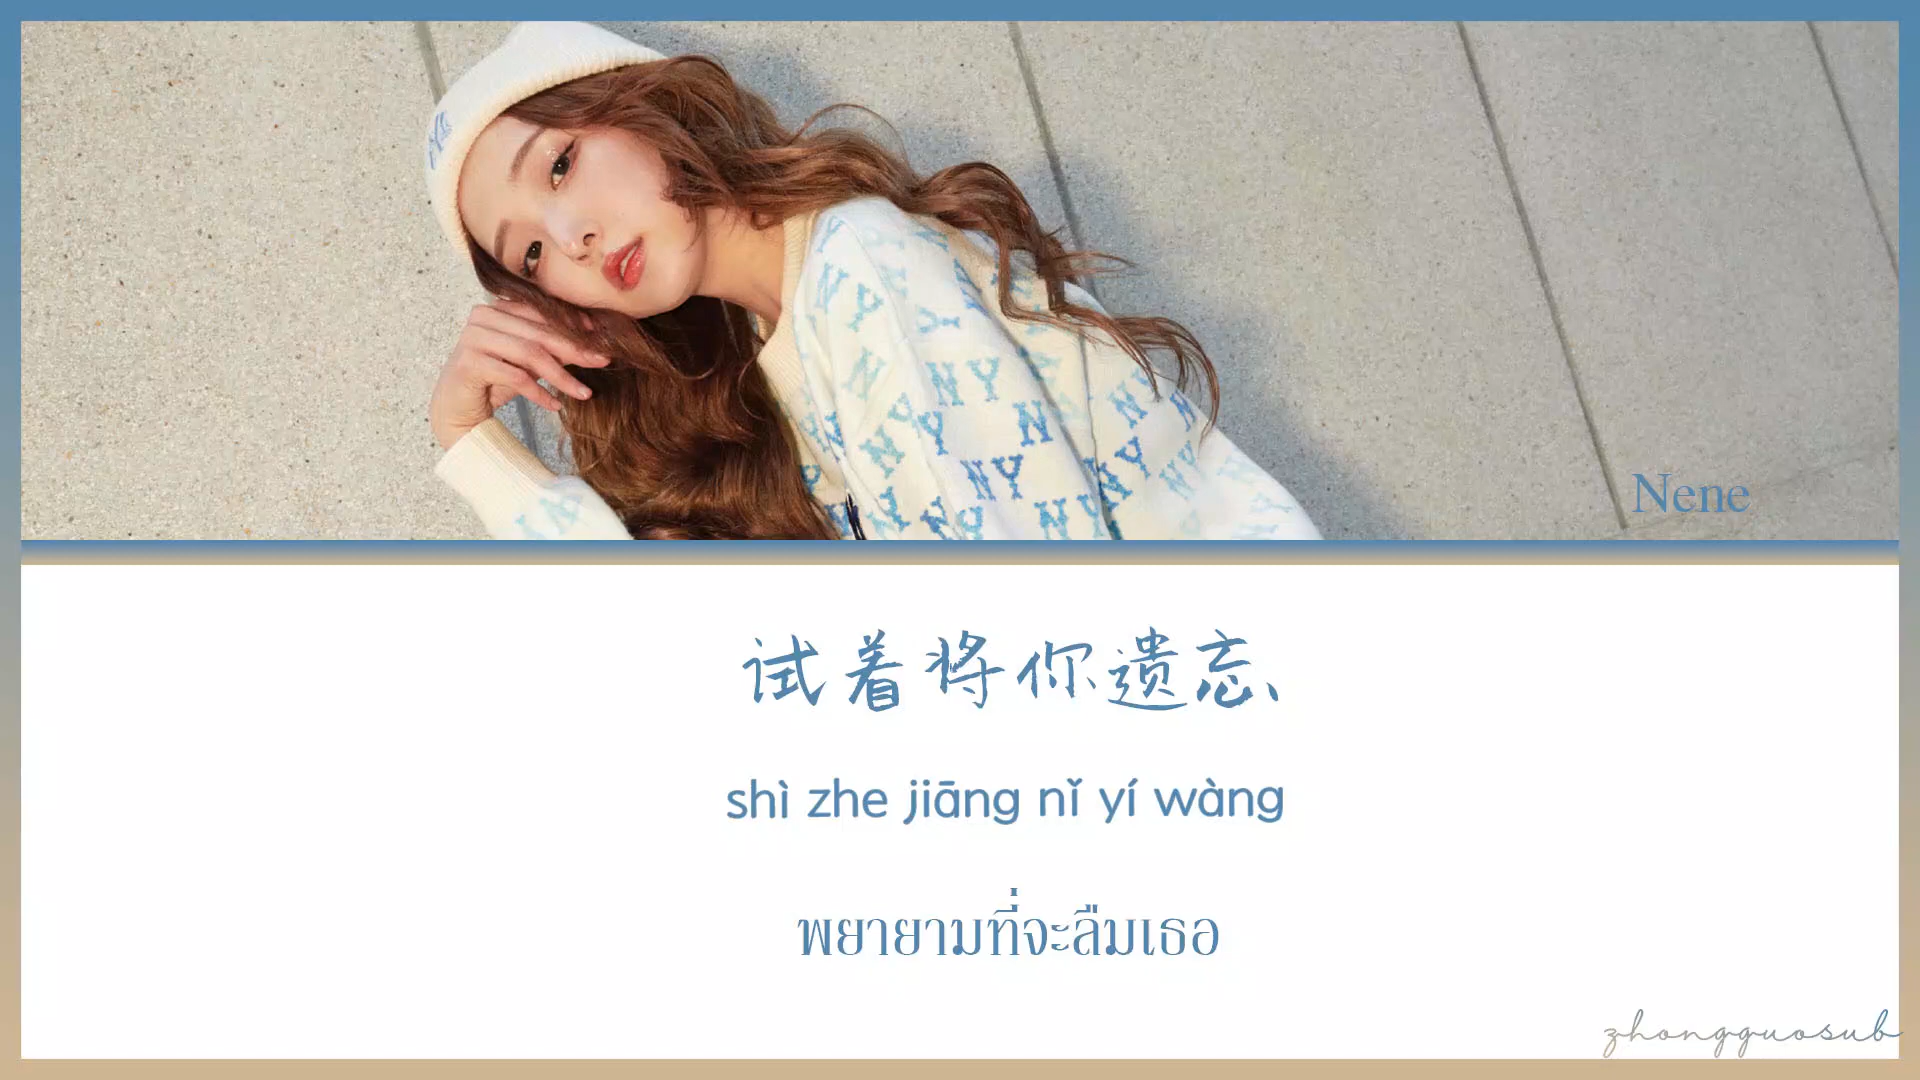 Nene
试着将你遗忘
shì zhe jiāng nǐ yí wàng
พยายามที่จะลืมเธอ
zhongguosub